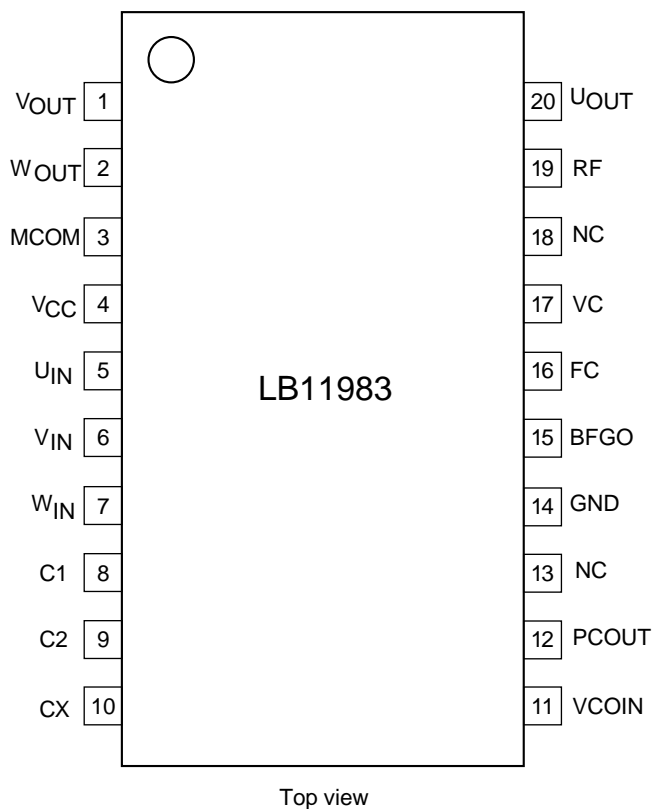 VOUT 1 20 UOUT
WOUT 2 19 RF
MCOM 3 18 NC
VCC 4 17 VC
UIN 5 16 FC
LB11983
VIN 6 15 BFGO
WIN 7 14 GND
C1 8 13 NC
C2 9 12 PCOUT
CX 10 11 VCOIN
Top view